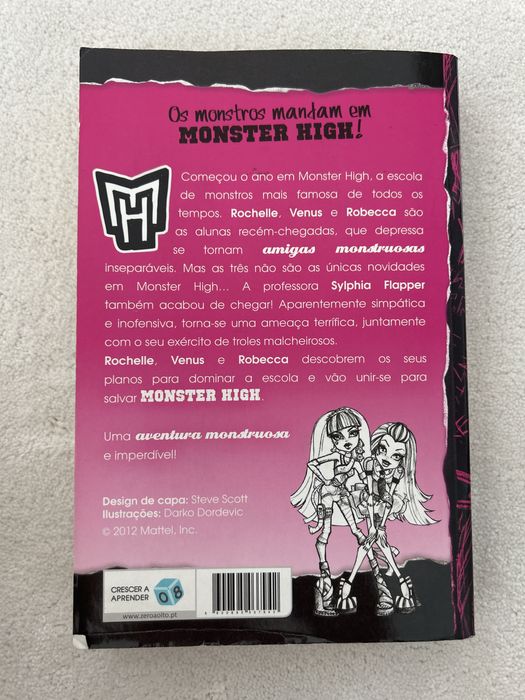 Os monstros mandam em
MONSTER HIGH!
MH
Começou o ano em Monster High, a escola
de monstros mais famosa de todos os
tempos. Rochelle, Venus e Robecca são
as alunas recém-chegadas, que depressa
se tornam amigas monstruosas
inseparáveis. Mas as três não são as únicas novidades
em Monster High... A professora Sylphia Flapper
também acabou de chegar! Aparentemente simpática
e inofensiva, torna-se uma ameaça terrífica, juntamente
com o seu exército de troles malcheirosos.
Rochelle, Venus e Robecca descobrem os seus
planos para dominar a escola e vão unir-se para
salvar MONSTER HIGH.
Uma aventura monstruosa
e imperdível!
Design de capa: Steve Scott
Ilustrações: Darko Dordevic
© 2012 Mattel, Inc.
CRESCER A
APRENDER
0 8
www.zeroaoito.pt